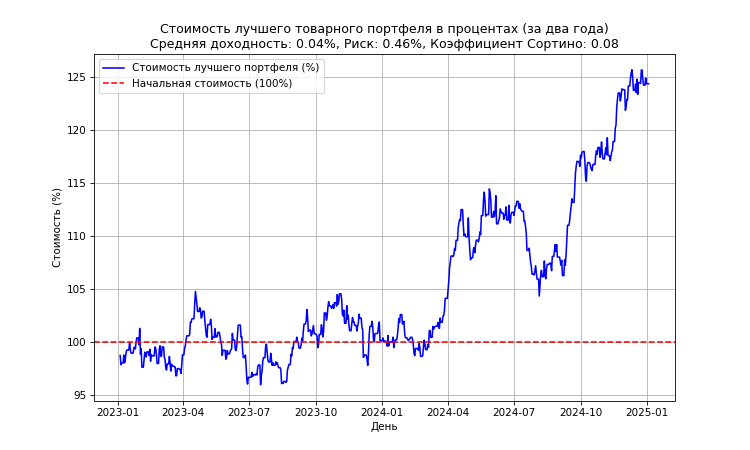 Стоимость лучшего товарного портфеля в процентах (за два года)
Средняя доходность: 0.04%, Риск: 0.46%, Коэффициент Сортино: 0.08
Стоимость лучшего портфеля (%)
Начальная стоимость (100%)
Стоимость (%)
125
120
115
110
105
100
95
2023-01 2023-04 2023-07 2023-10 2024-01 2024-04 2024-07 2024-10 2025-01
День